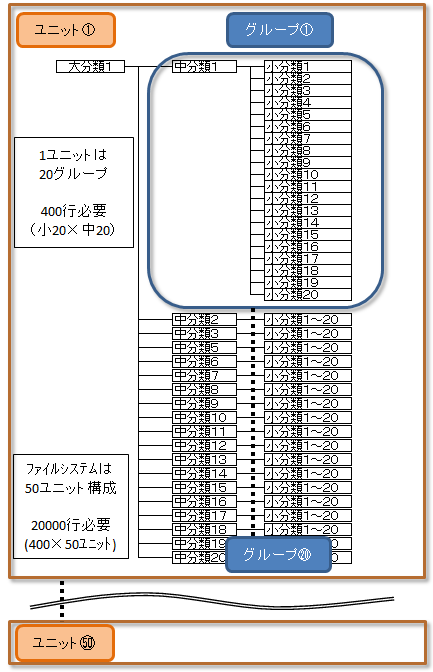 ユニット①
グループ①
大分類1
中分類1
小分類1
小分類2
小分類3
小分類4
小分類5
小分類6
小分類7
小分類8
小分類9
小分類10
小分類11
小分類12
小分類13
小分類14
小分類15
小分類16
小分類17
小分類18
小分類19
小分類20
1ユニットは
20グループ
400行必要
(小20×中20)
中分類2 小分類1～20
中分類3 小分類1～20
中分類5 小分類1～20
中分類6 小分類1～20
中分類7 小分類1～20
中分類8 小分類1～20
中分類9 小分類1～20
中分類10 小分類1～20
中分類11 小分類1～20
中分類12 小分類1～20
中分類13 小分類1～20
中分類14 小分類1～20
中分類15 小分類1～20
中分類16 小分類1～20
中分類17 小分類1～20
中分類18 小分類1～20
中分類19
中分類20
グループ⑳
ファイルシステムは
50ユニット構成
20000行必要
(400×50ユニット)
ユニット㊿